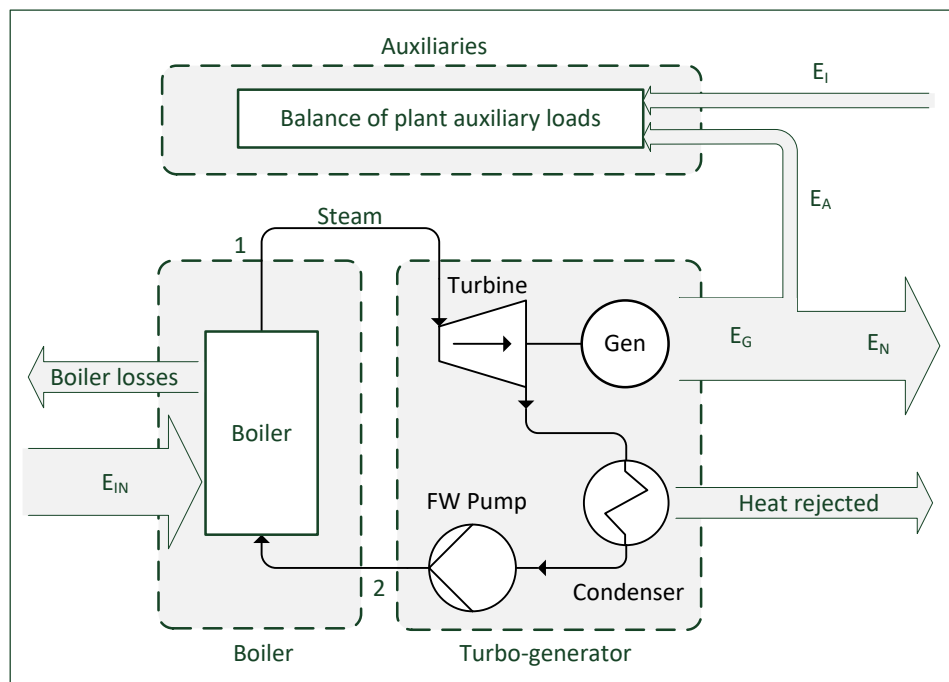 Auxiliaries
E_I
Balance of plant auxiliary loads
E_A
Steam
1
Turbine
Gen
E_G
E_N
Boiler losses
Boiler
E_IN
FW Pump
Heat rejected
2
Condenser
Boiler
Turbo-generator